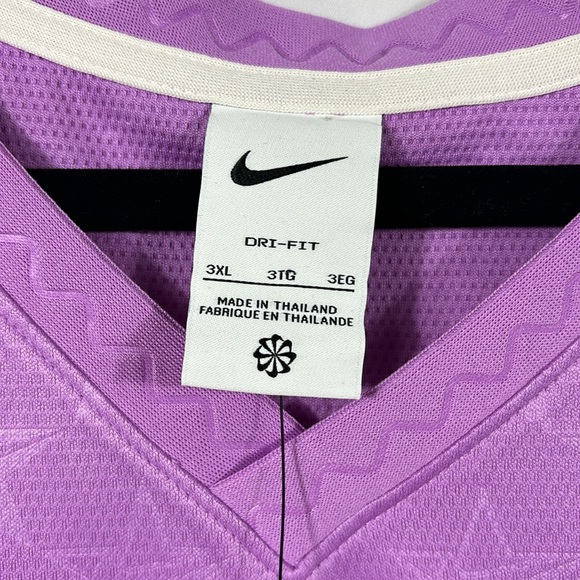 DRI-FIT
3XL 3TG 3EG
MADE IN THAILAND
FABRIQUE EN THAILANDE